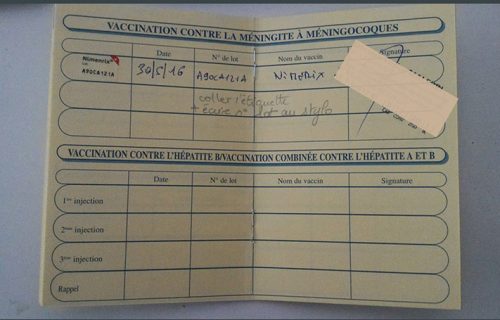 VACCINATION CONTRE LA MÉNINGITE À MÉNINGOCOQUES
Date N° de lot Nom du vaccin Signature
Nimenrix
A90CA121A 30/5/16 A90CA121A NiMERiX
coller l'étiquette
+ écrire n° lot au stylo
VACCINATION CONTRE L'HÉPATITE B/VACCINATION COMBINÉE CONTRE L'HÉPATITE A ET B
Date N° de lot Nom du vaccin Signature
1ère injection
2ème injection
3ème injection
Rappel